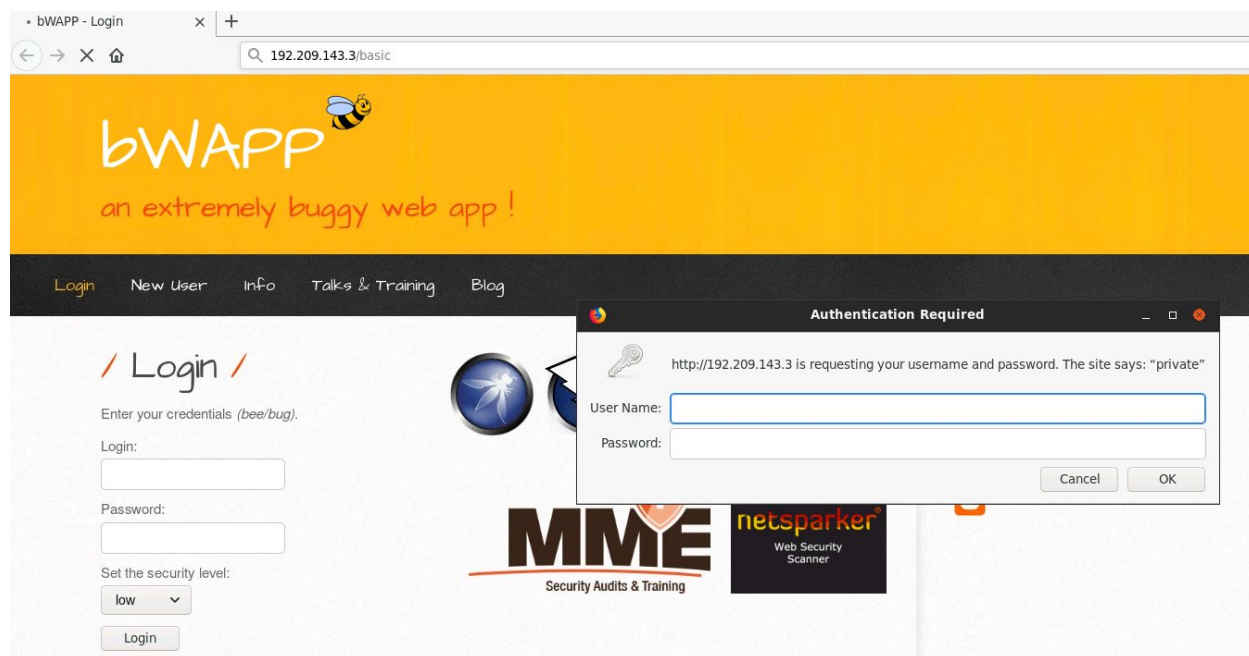 • bWAPP - Login
192.209.143.3/basic
bWAPP
an extremely buggy web app !
Login New User Info Talks & Training Blog
Authentication Required
http://192.209.143.3 is requesting your username and password. The site says: “private”
User Name:
Password:
Cancel OK
/ Login /
Enter your credentials (bee/bug).
Login:
Password:
Set the security level:
low
Login
MME
Security Audits & Training
netsparker
Web Security
Scanner